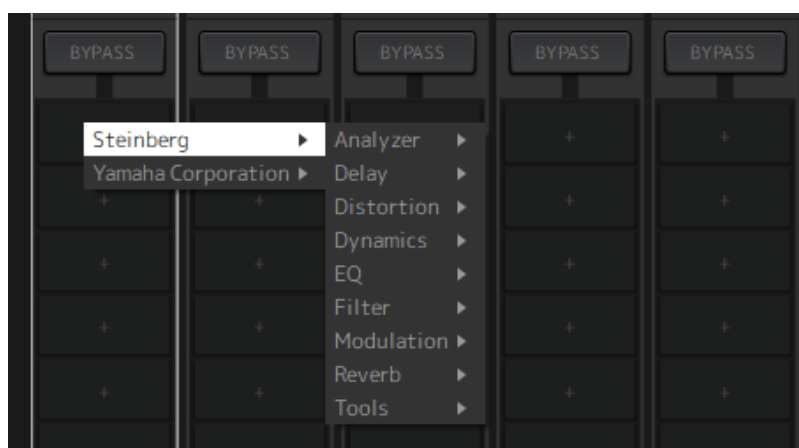 BYPASS BYPASS BYPASS BYPASS BYPASS
Steinberg
Yamaha Corporation
Analyzer
Delay
Distortion
Dynamics
EQ
Filter
Modulation
Reverb
Tools
+ +
+ + + +
+ + + +
+ + + +
+ + + +